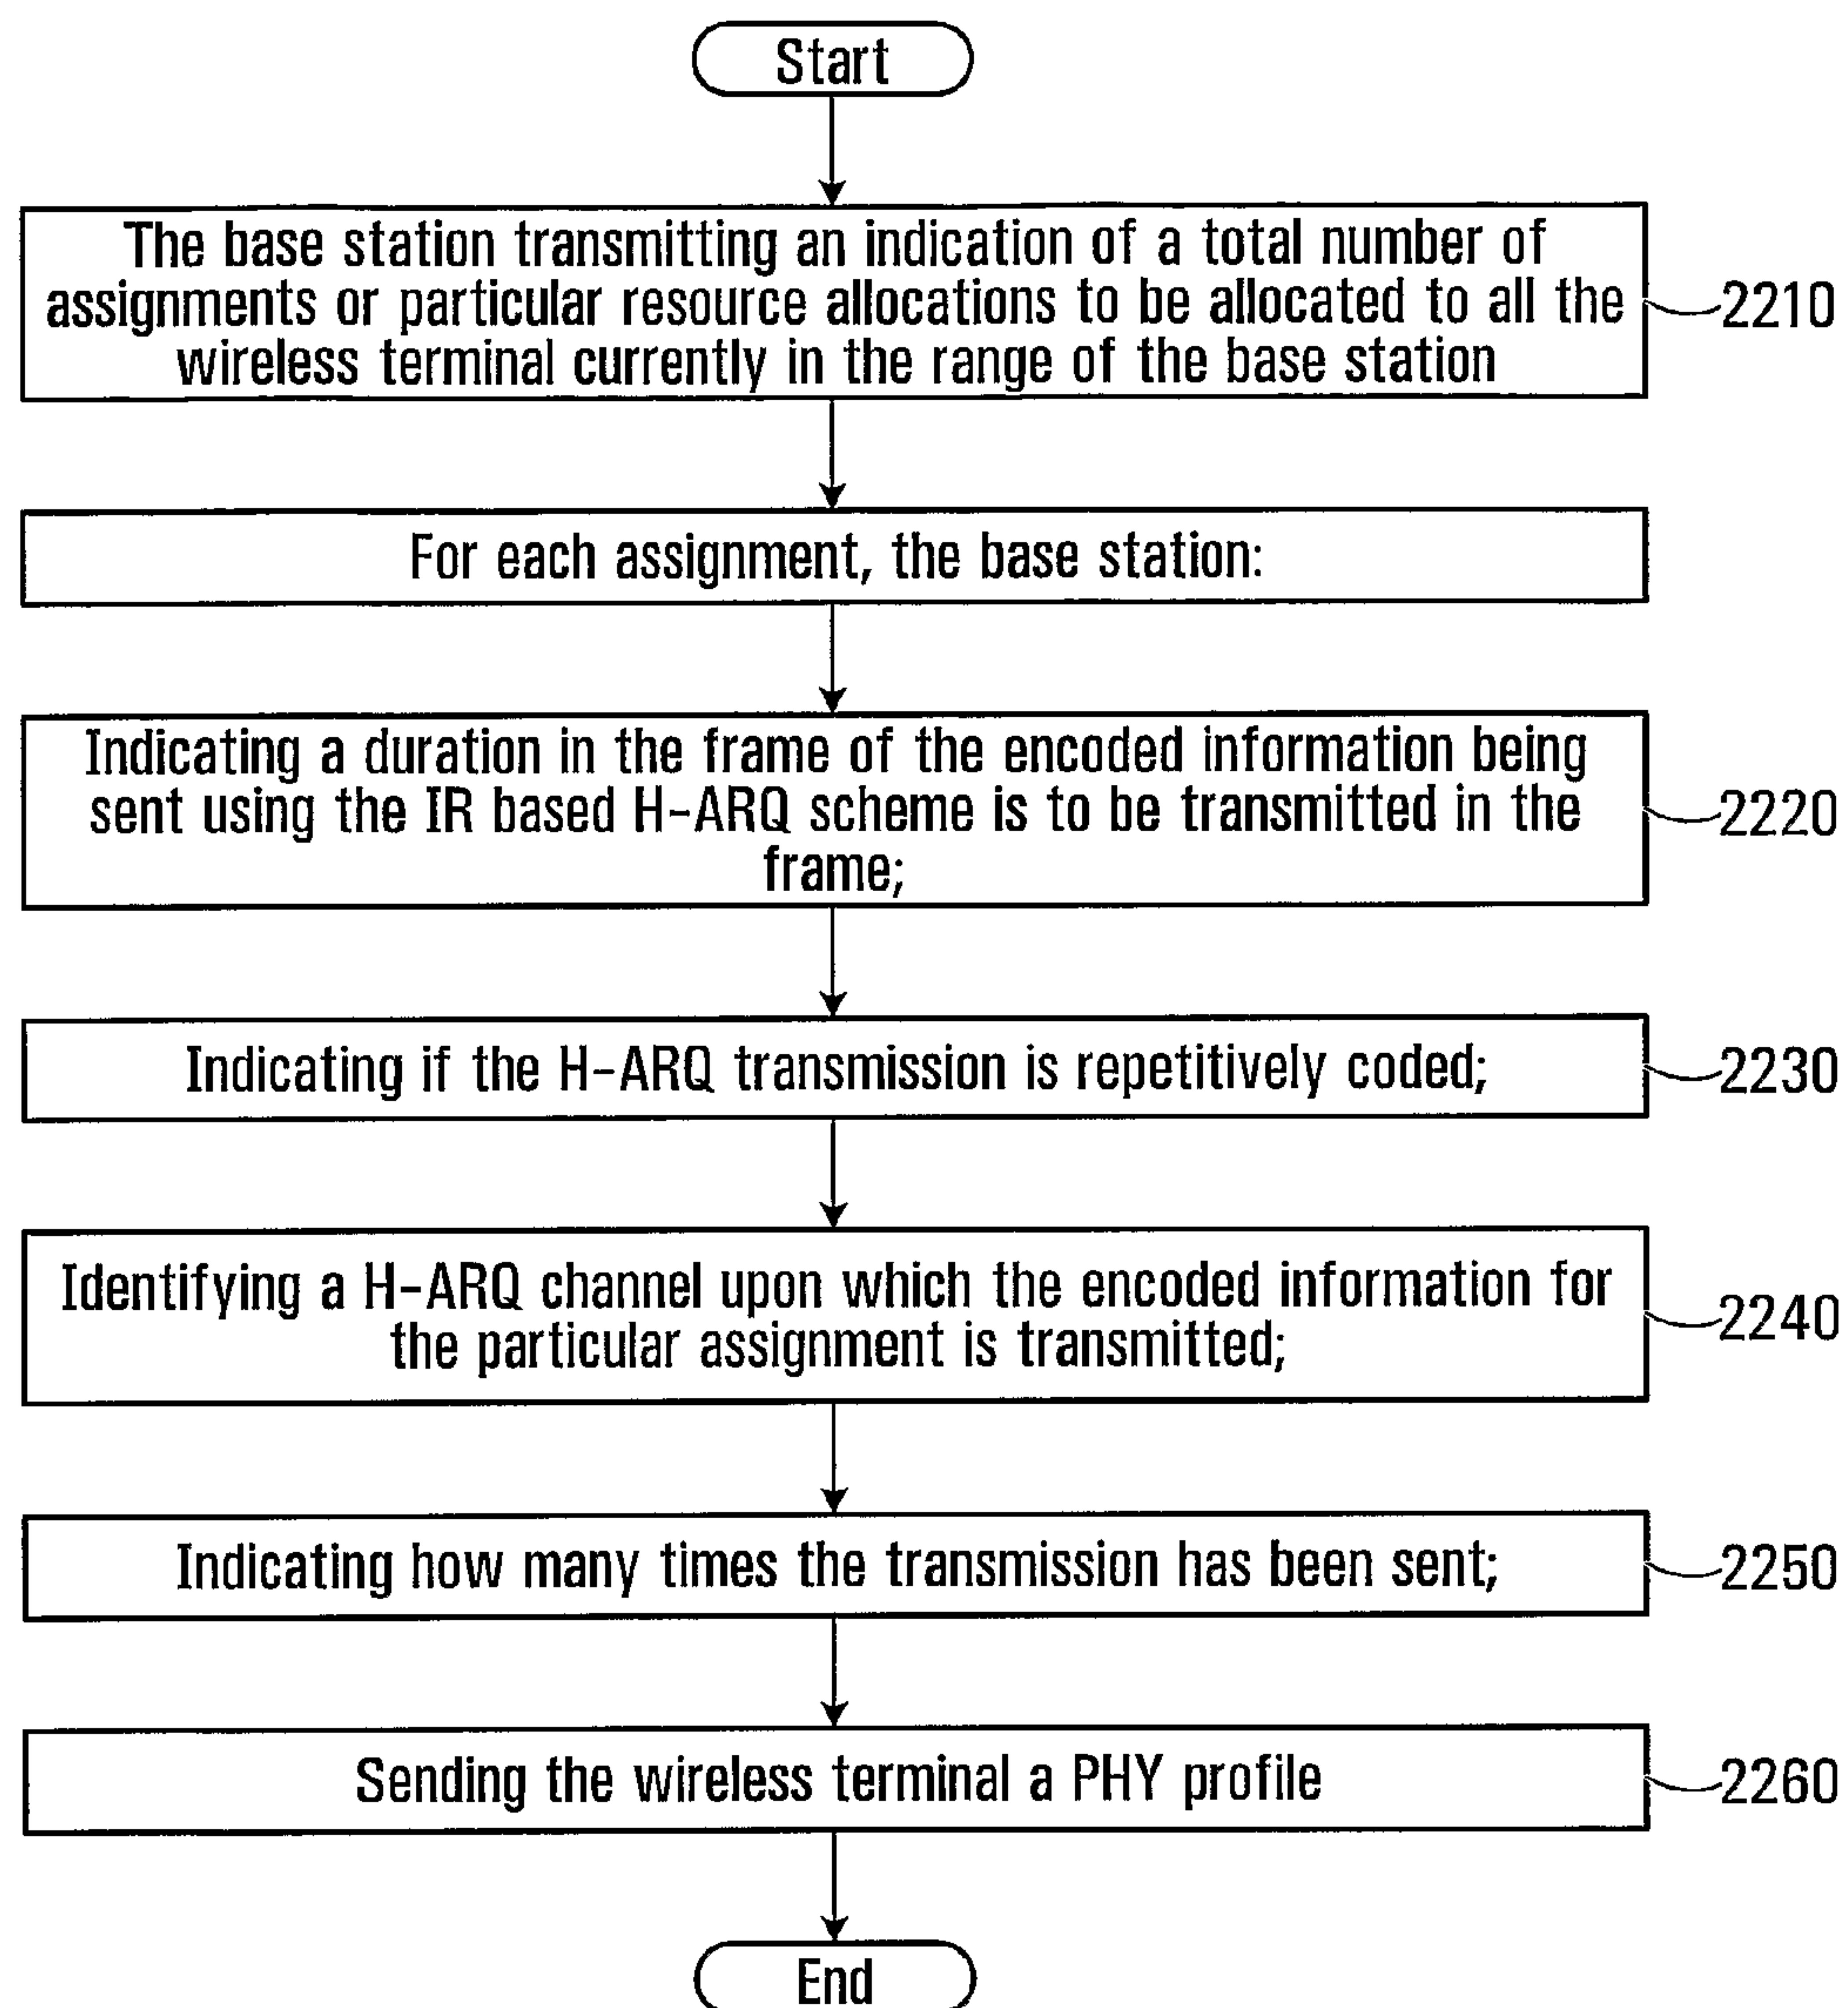 Start
The base station transmitting an indication of a total number of
assignments or particular resource allocations to be allocated to all the
wireless terminal currently in the range of the base station
2210
For each assignment, the base station:
Indicating a duration in the frame of the encoded information being
sent using the IR based H-ARQ scheme is to be transmitted in the
frame;
2220
Indicating if the H-ARQ transmission is repetitively coded;
2230
Identifying a H-ARQ channel upon which the encoded information for
the particular assignment is transmitted;
2240
Indicating how many times the transmission has been sent;
2250
Sending the wireless terminal a PHY profile
2260
End